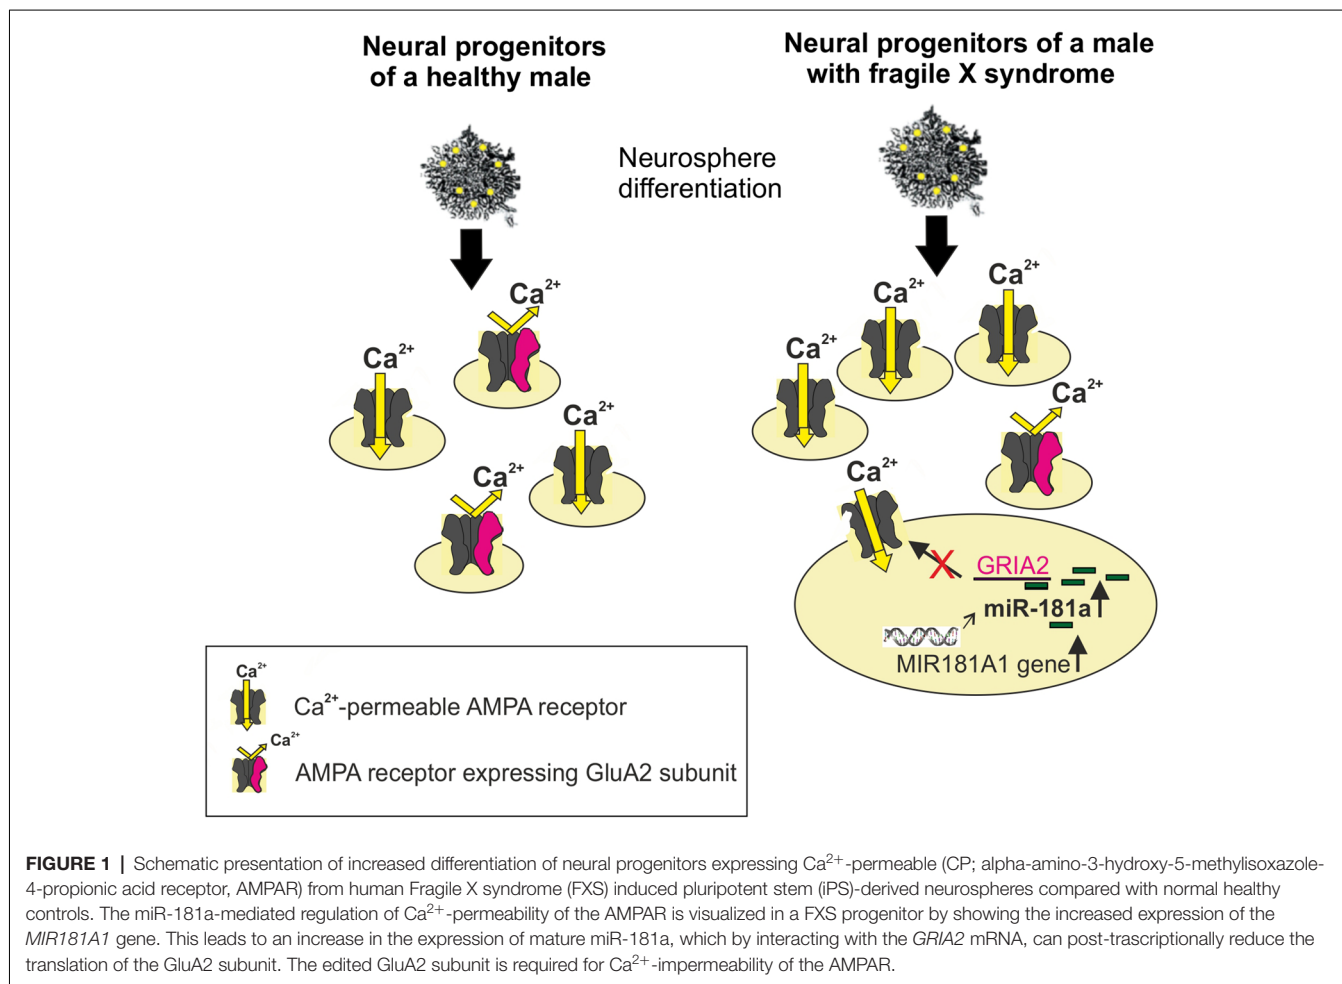 Neural progenitors
of a healthy male
Neural progenitors of a male
with fragile X syndrome
Neurosphere
differentiation
Ca²⁺
Ca²⁺
Ca²⁺
Ca²⁺
Ca²⁺
Ca²⁺
Ca²⁺
Ca²⁺
Ca²⁺
X
GRIA2
miR-181a
MIR181A1 gene
Ca²⁺
Ca²⁺-permeable AMPA receptor
Ca²⁺
AMPA receptor expressing GluA2 subunit
FIGURE 1 | Schematic presentation of increased differentiation of neural progenitors expressing Ca²⁺-permeable (CP; alpha-amino-3-hydroxy-5-methylisoxazole-
4-propionic acid receptor, AMPAR) from human Fragile X syndrome (FXS) induced pluripotent stem (iPS)-derived neurospheres compared with normal healthy
controls. The miR-181a-mediated regulation of Ca²⁺-permeability of the AMPAR is visualized in a FXS progenitor by showing the increased expression of the
MIR181A1 gene. This leads to an increase in the expression of mature miR-181a, which by interacting with the GRIA2 mRNA, can post-trascriptionally reduce the
translation of the GluA2 subunit. The edited GluA2 subunit is required for Ca²⁺-impermeability of the AMPAR.